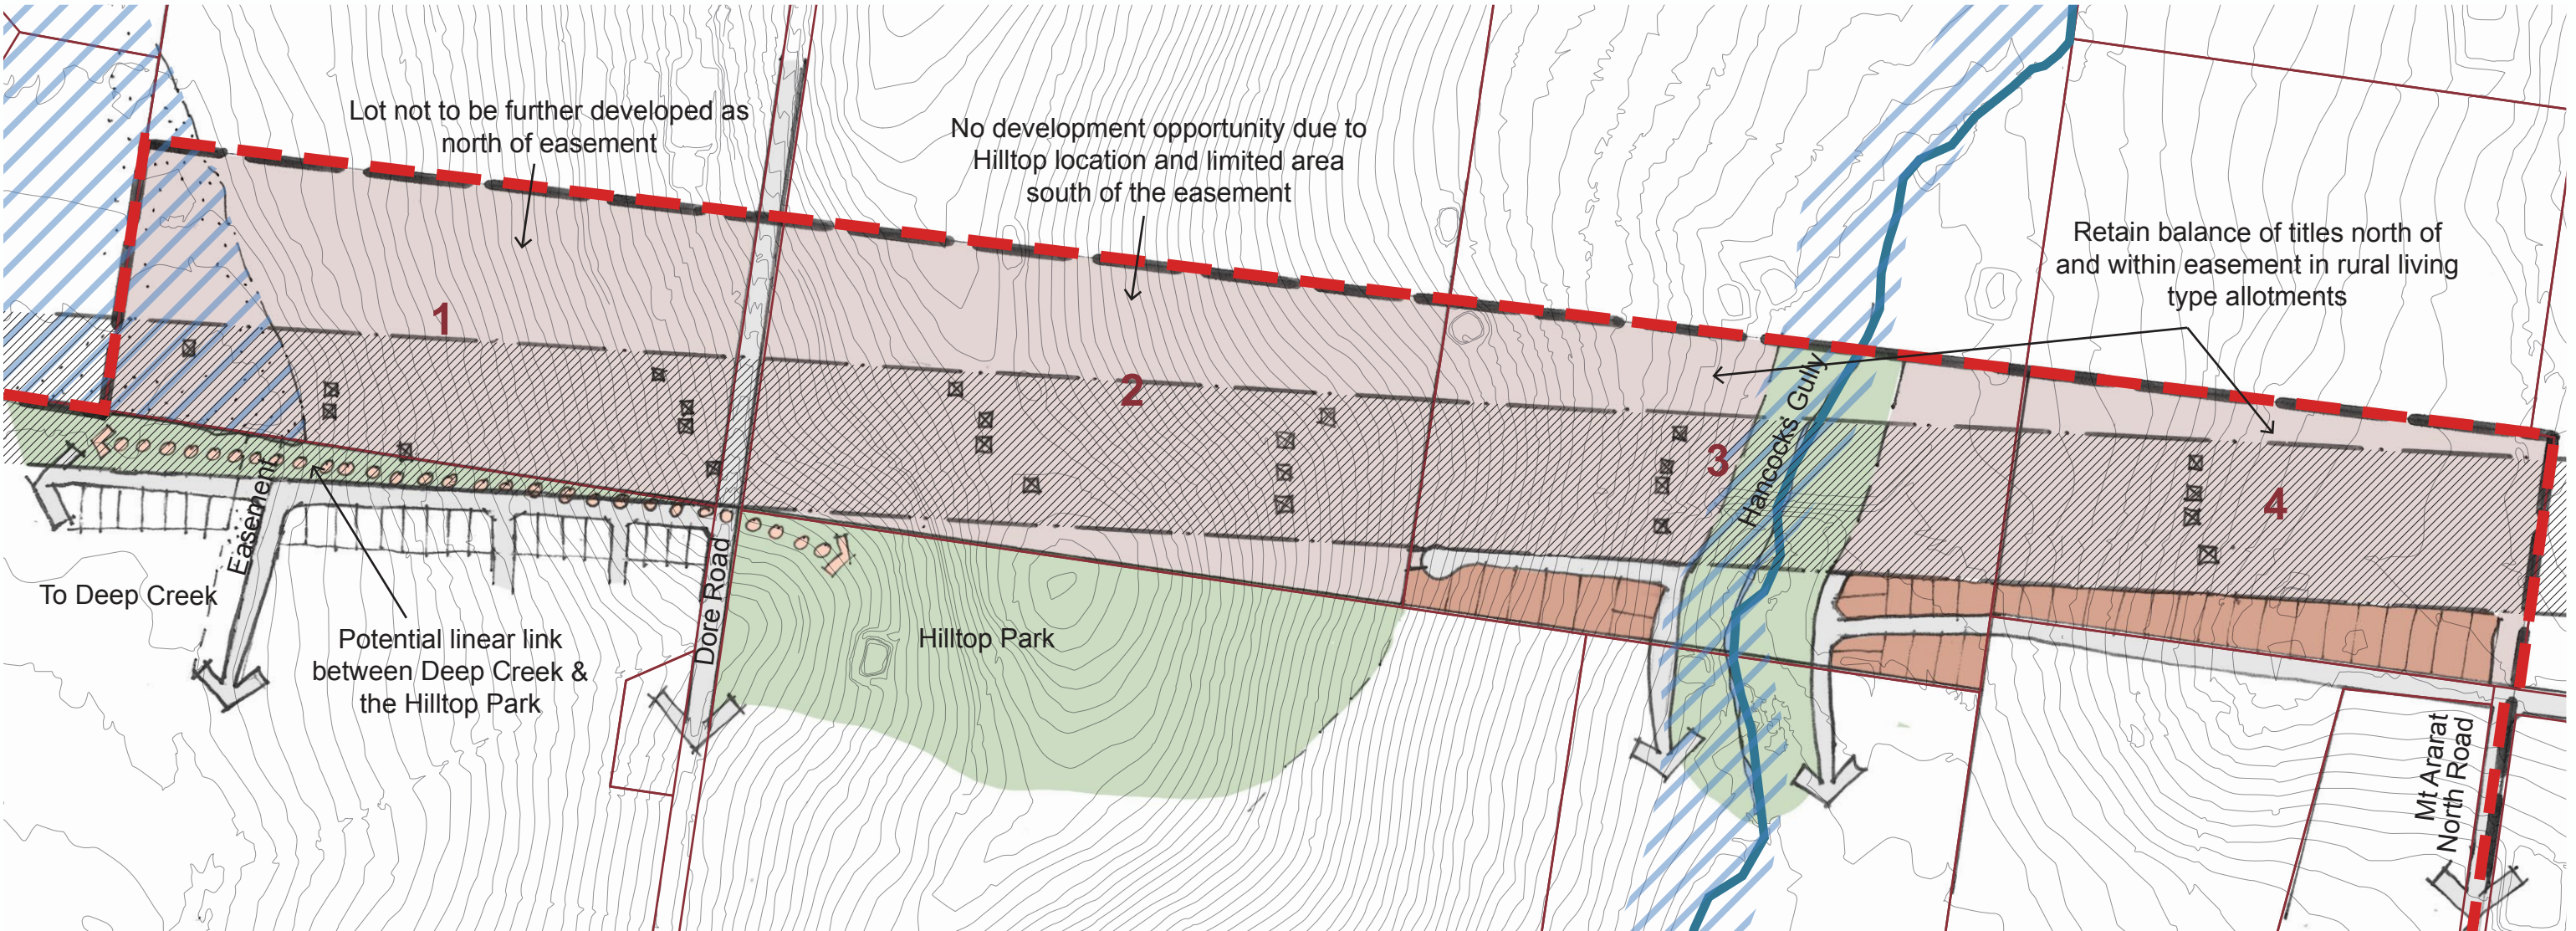 Lot not to be further developed as
north of easement
No development opportunity due to
Hilltop location and limited area
south of the easement
Retain balance of titles north of
and within easement in rural living
type allotments
1
2
3
4
Hancocks Gully
Easement
To Deep Creek
Potential linear link
between Deep Creek &
the Hilltop Park
Dore Road
Hilltop Park
Mt Ararat
North Road